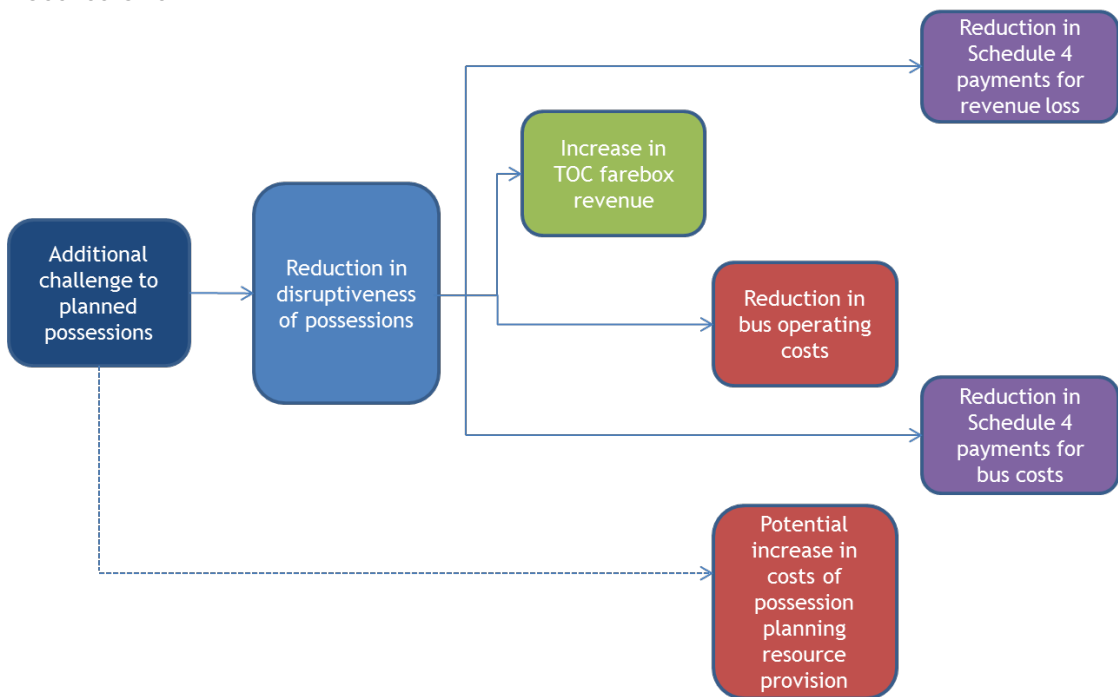 Reduction in
Schedule 4
payments for
revenue loss
Increase in
TOC farebox
revenue
Additional
challenge to
planned
possessions
Reduction in
disruptiveness
of possessions
Reduction in
bus operating
costs
Reduction in
Schedule 4
payments for
bus costs
Potential
increase in
costs of
possession
planning
resource
provision